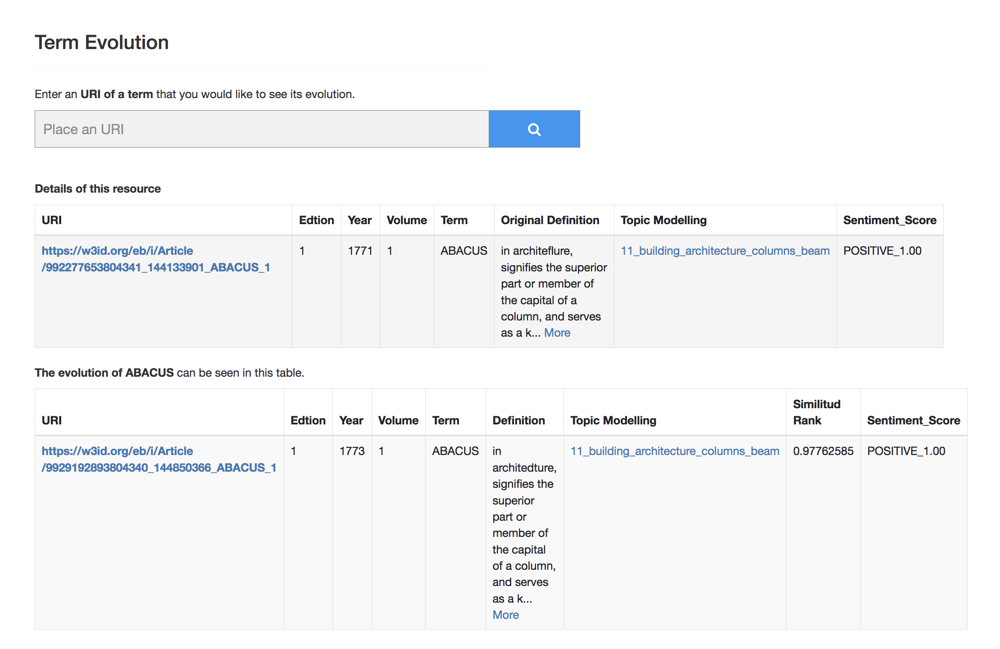 Term Evolution
Enter an URI of a term that you would like to see its evolution.
Place an URI
Details of this resource
URI Edtion Year Volume Term Original Definition Topic Modelling Sentiment_Score
https://w3id.org/eb/i/Article 1 1771 1 ABACUS in architeflure, 11_building_architecture_columns_beam POSITIVE_1.00
/992277653804341_144133901_ABACUS_1 signifies the superior
part or member of
the capital of a
column, and serves
as a k... More
The evolution of ABACUS can be seen in this table.
Similitud
URI Edtion Year Volume Term Definition Topic Modelling Rank Sentiment_Score
https://w3id.org/eb/i/Article 1 1773 1 ABACUS in 11_building_architecture_columns_beam 0.97762585 POSITIVE_1.00
/9929192893804340_144850366_ABACUS_1 architedture,
signifies the
superior
part or
member of
the capital
of a column,
and serves
as a k...
More